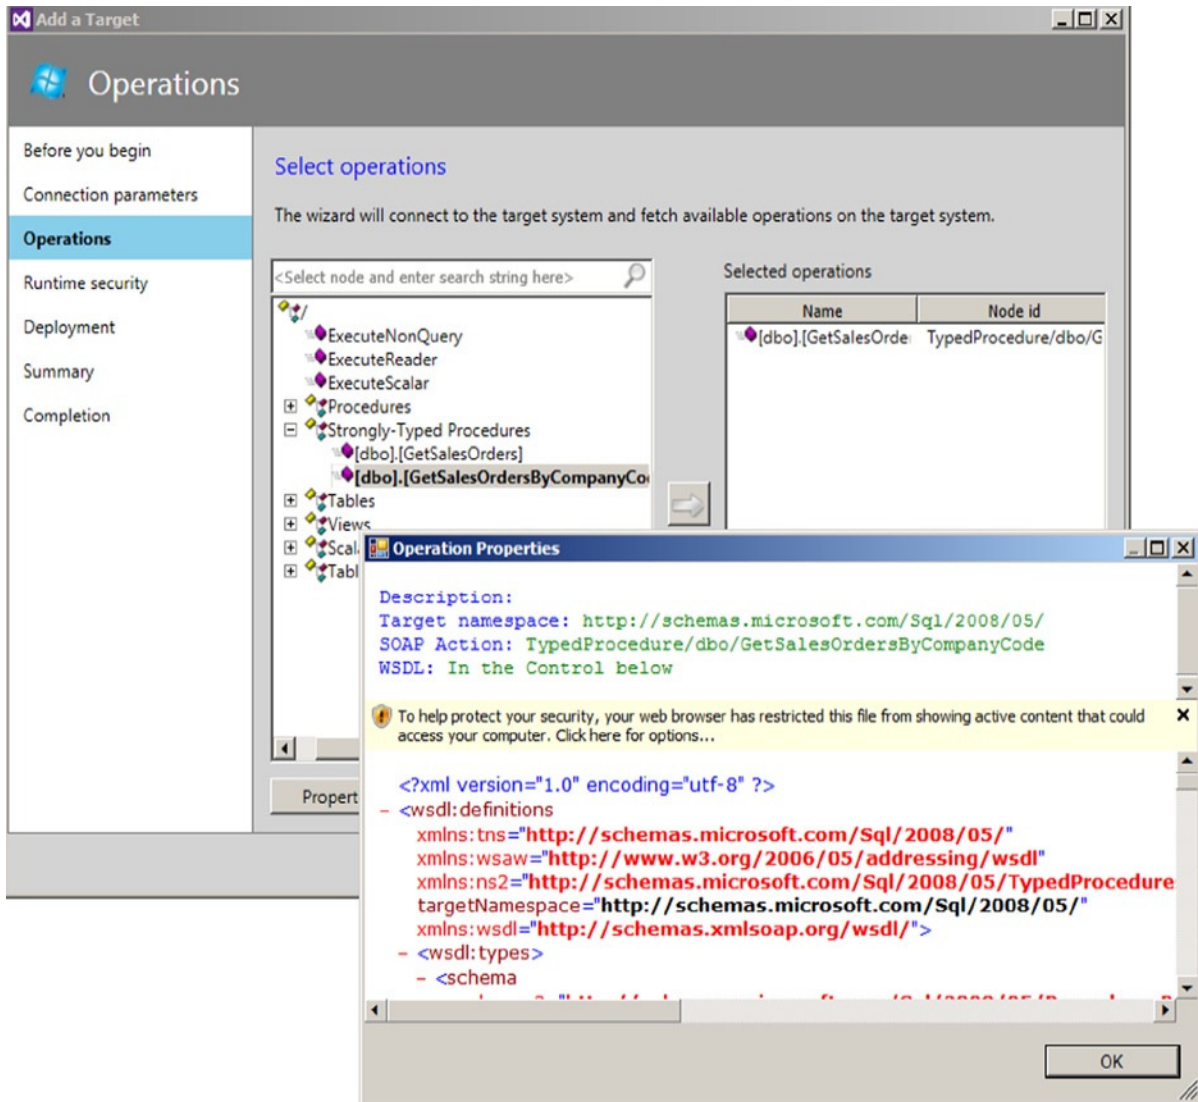 Add a Target
Operations
Before you begin
Connection parameters
Operations
Runtime security
Deployment
Summary
Completion
Select operations
The wizard will connect to the target system and fetch available operations on the target system.
<Select node and enter search string here>
/
ExecuteNonQuery
ExecuteReader
ExecuteScalar
Procedures
Strongly-Typed Procedures
[dbo].[GetSalesOrders]
[dbo].[GetSalesOrdersByCompanyCo
Tables
Views
Scal
Tabl
Propert
Selected operations
Name Node id
[dbo].[GetSalesOrde TypedProcedure/dbo/G
Operation Properties
Description:
Target namespace: http://schemas.microsoft.com/Sql/2008/05/
SOAP Action: TypedProcedure/dbo/GetSalesOrdersByCompanyCode
WSDL: In the Control below
To help protect your security, your web browser has restricted this file from showing active content that could
access your computer. Click here for options...
<?xml version="1.0" encoding="utf-8" ?>
- <wsdl:definitions
xmlns:tns="http://schemas.microsoft.com/Sql/2008/05/"
xmlns:wsaw="http://www.w3.org/2006/05/addressing/wsdl"
xmlns:ns2="http://schemas.microsoft.com/Sql/2008/05/TypedProcedure
targetNamespace="http://schemas.microsoft.com/Sql/2008/05/"
xmlns:wsdl="http://schemas.xmlsoap.org/wsdl/">
- <wsdl:types>
- <schema
OK